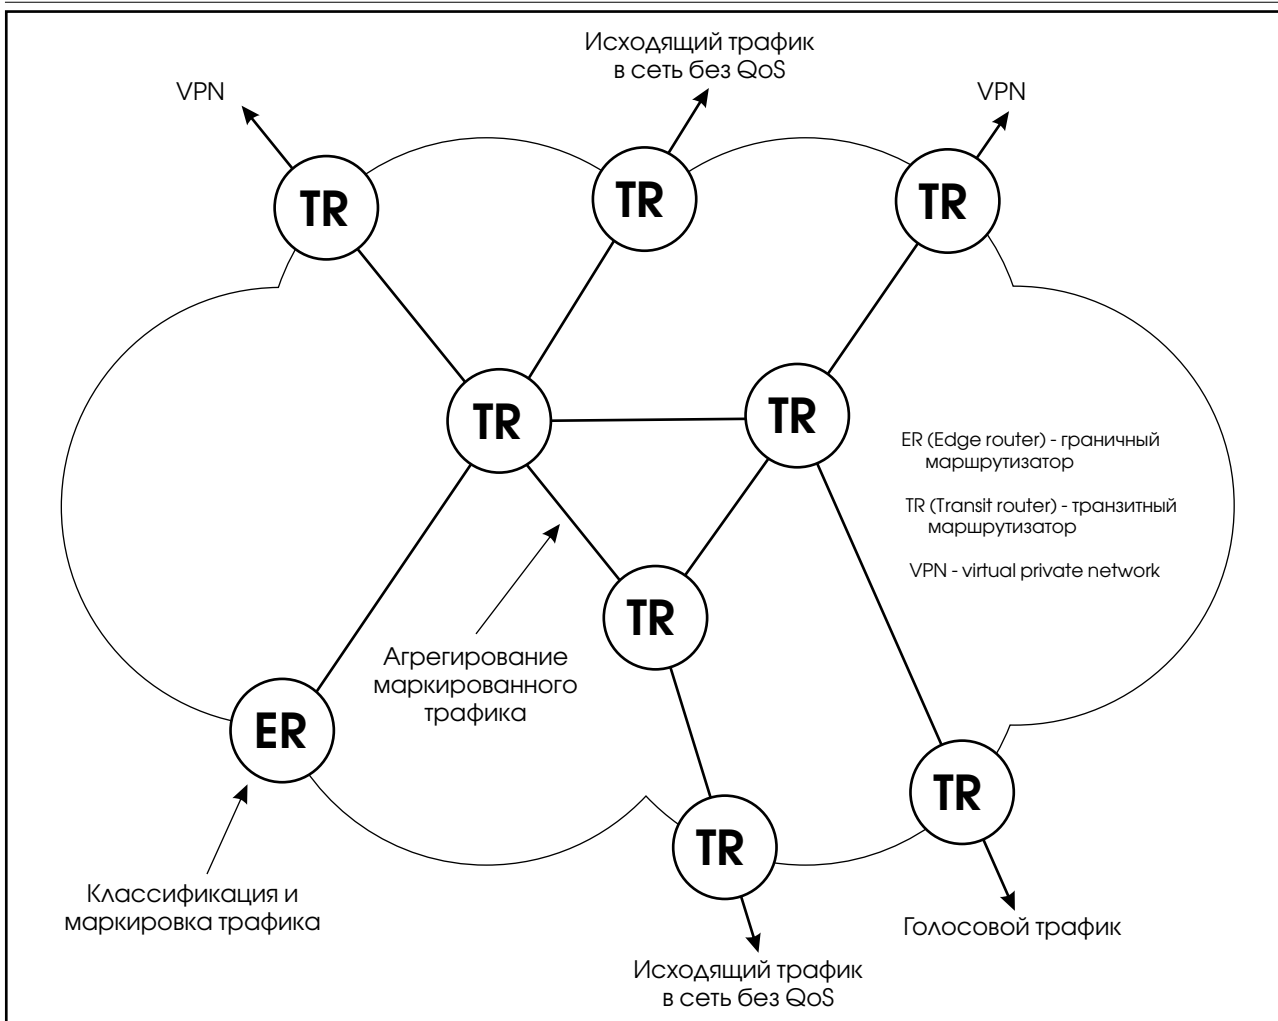 Исходящий трафик
в сеть без QoS
VPN
VPN
TR
TR
TR
TR
TR
ER (Edge router) - граничный
маршрутизатор
TR (Transit router) - транзитный
маршрутизатор
VPN - virtual private network
TR
Агрегирование
маркированного
трафика
ER
TR
TR
Классификация и
маркировка трафика
Голосовой трафик
Исходящий трафик
в сеть без QoS